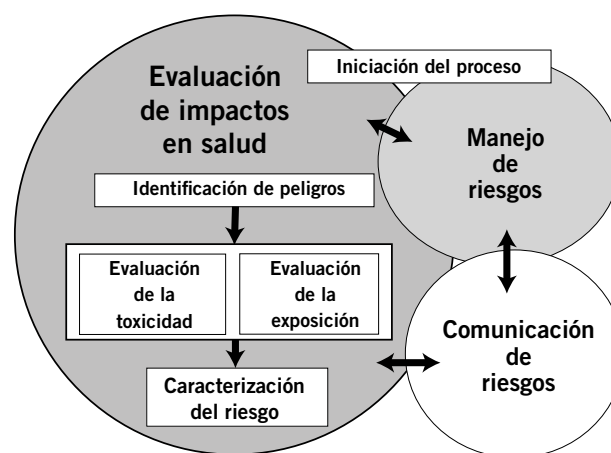 Iniciación del proceso
Evaluación
de impactos
en salud
Manejo
de
riesgos
Identificación de peligros
Evaluación
de la
toxicidad
Evaluación
de la
exposición
Comunicación
de
riesgos
Caracterización
del riesgo